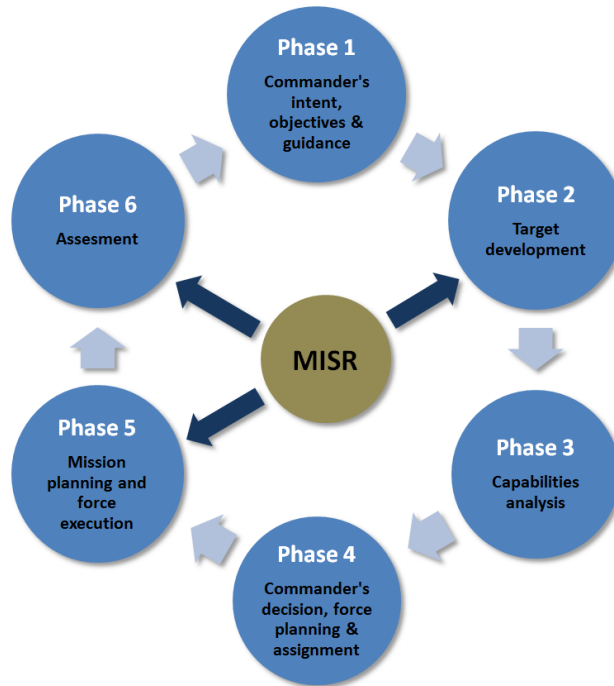 Phase 1
Commander's
intent,
objectives &
guidance
Phase 2
Target
development
Phase 3
Capabilities
analysis
Phase 4
Commander's
decision, force
planning &
assignment
Phase 5
Mission
planning and
force
execution
Phase 6
Assesment
MISR